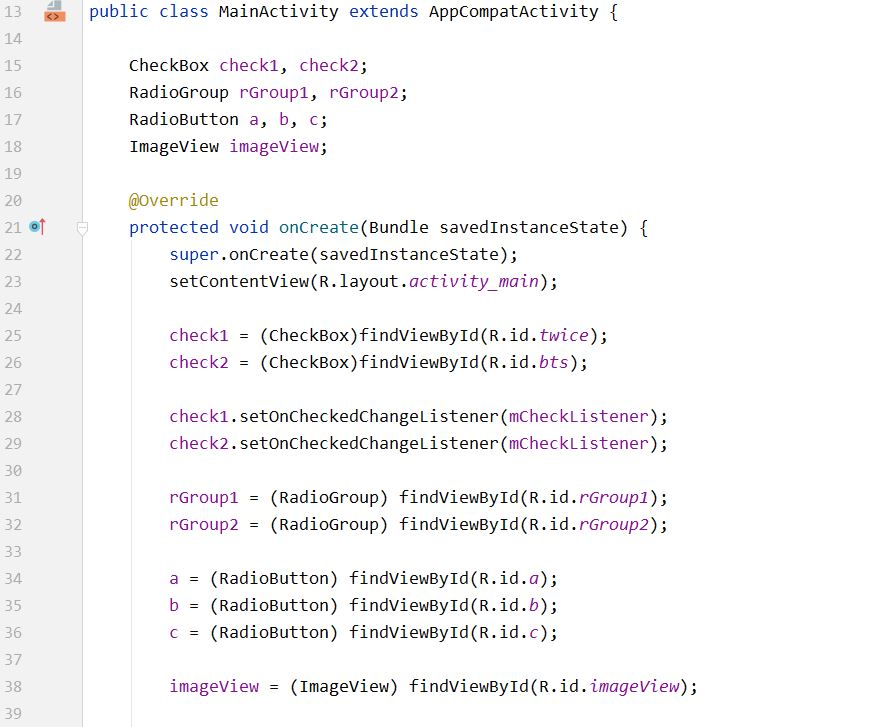 13 public class MainActivity extends AppCompatActivity {
14
15 CheckBox check1, check2;
16 RadioGroup rGroup1, rGroup2;
17 RadioButton a, b, c;
18 ImageView imageView;
19
20 @Override
21 protected void onCreate(Bundle savedInstanceState) {
22 super.onCreate(savedInstanceState);
23 setContentView(R.layout.activity_main);
24
25 check1 = (CheckBox)findViewById(R.id.twice);
26 check2 = (CheckBox)findViewById(R.id.bts);
27
28 check1.setOnCheckedChangeListener(mCheckListener);
29 check2.setOnCheckedChangeListener(mCheckListener);
30
31 rGroup1 = (RadioGroup) findViewById(R.id.rGroup1);
32 rGroup2 = (RadioGroup) findViewById(R.id.rGroup2);
33
34 a = (RadioButton) findViewById(R.id.a);
35 b = (RadioButton) findViewById(R.id.b);
36 c = (RadioButton) findViewById(R.id.c);
37
38 imageView = (ImageView) findViewById(R.id.imageView);
39